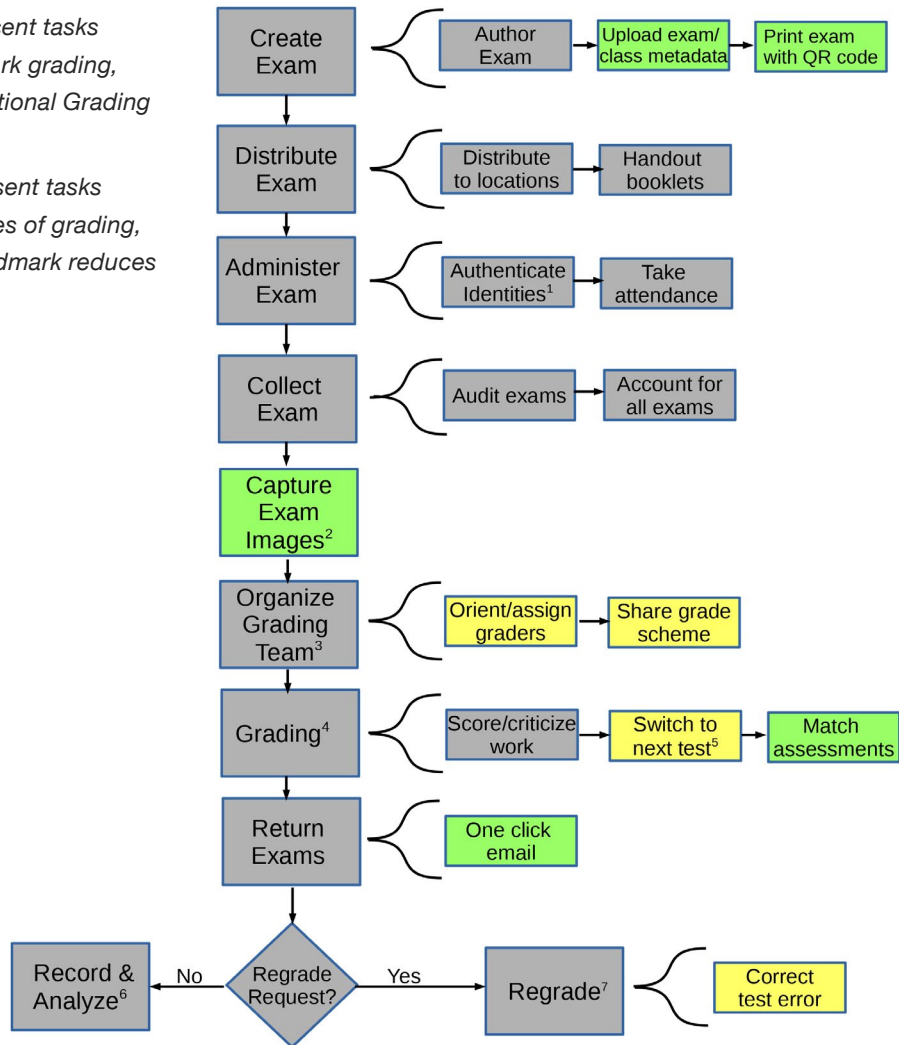 sent tasks
rk grading,
tional Grading
sent tasks
es of grading,
dmark reduces
Create
Exam
Author
Exam
Upload exam/
class metadata
Print exam
with QR code
Distribute
Exam
Distribute
to locations
Handout
booklets
Administer
Exam
Authenticate
Identities¹
Take
attendance
Collect
Exam
Audit exams
Account for
all exams
Capture
Exam
Images²
Organize
Grading
Team³
Orient/assign
graders
Share grade
scheme
Grading⁴
Score/criticize
work
Switch to
next test⁵
Match
assessments
Return
Exams
One click
email
Regrade
Request?
No
Record &
Analyze⁶
Yes
Regrade⁷
Correct
test error